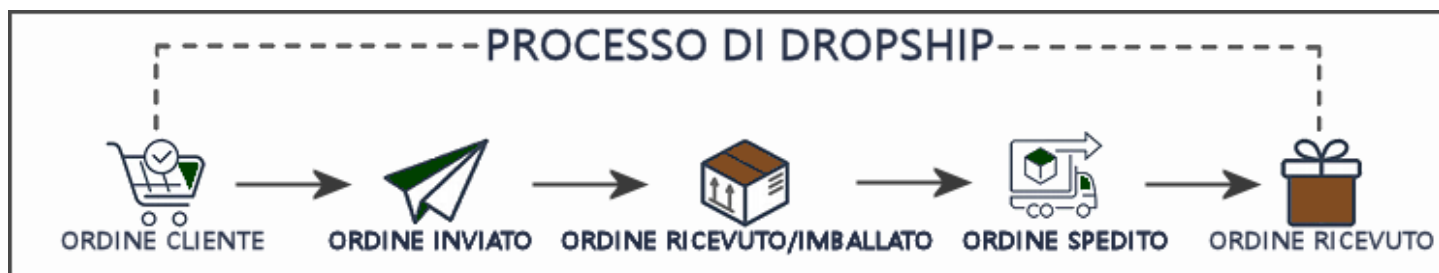 PROCESSO DI DROPSHIP
ORDINE CLIENTE
ORDINE INVIATO
ORDINE RICEVUTO/IMBALLATO
ORDINE SPEDITO
ORDINE RICEVUTO